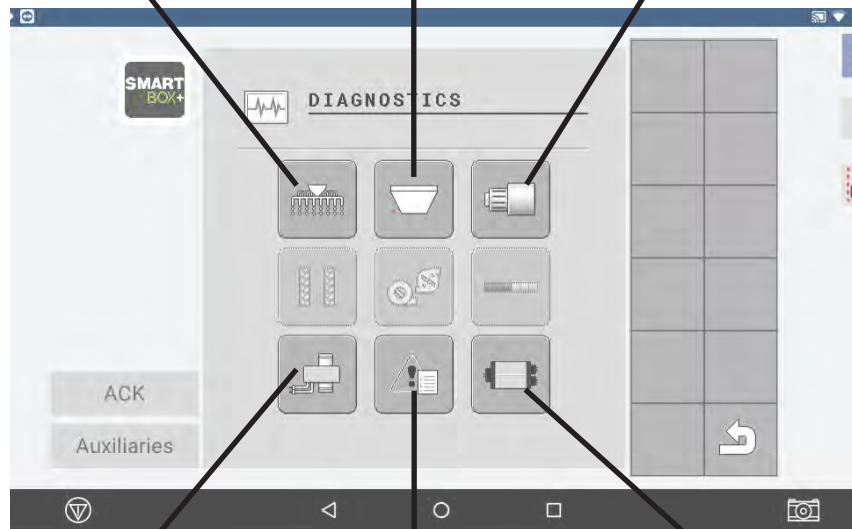 SMART
BOX+
DIAGNOSTICS
ACK
Auxiliaries